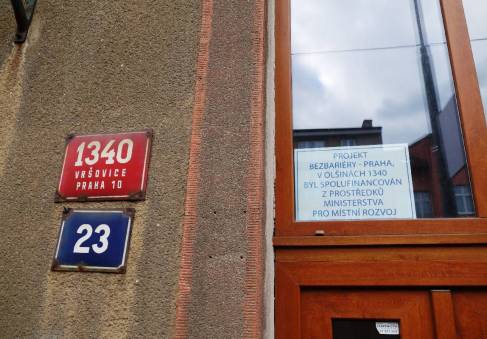 1340
VRŠOVICE
PRAHA 10
23
PROJEKT
BEZBARIÉRY - PRAHA,
V OLŠINÁCH 1340
BYL SPOLUFINANCOVÁN
Z PROSTŘEDKŮ
MINISTERSTVA
PRO MÍSTNÍ ROZVOJ